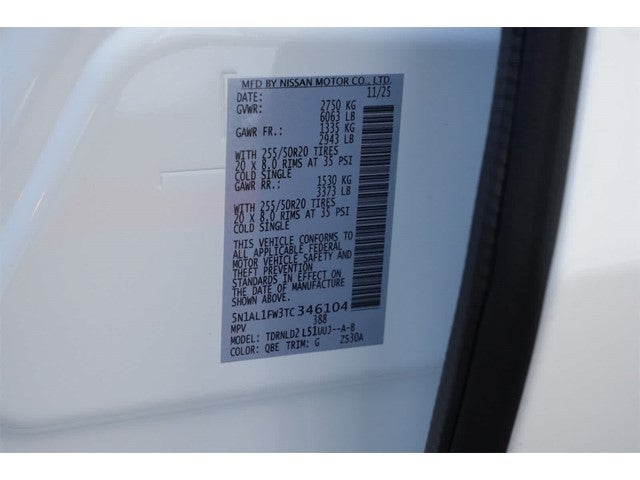 MFD BY NISSAN MOTOR CO., LTD.
DATE: 11/25
GVWR: 2750 KG
6063 LB
GAWR FR.: 1335 KG
2943 LB
WITH 255/50R20 TIRES
20 X 8.0 RIMS AT 35 PSI
COLD SINGLE
GAWR RR.: 1530 KG
3373 LB
WITH 255/50R20 TIRES
20 X 8.0 RIMS AT 35 PSI
COLD SINGLE
THIS VEHICLE CONFORMS TO
ALL APPLICABLE FEDERAL
MOTOR VEHICLE SAFETY AND
THEFT PREVENTION
STANDARDS IN EFFECT ON
THE DATE OF MANUFACTURE
SHOWN ABOVE.
5N1AL1FW3TC346104
MPV 388
MODEL: TDRNLD2 L51UUJ--A-B
COLOR: QBE TRIM: G ZS30A